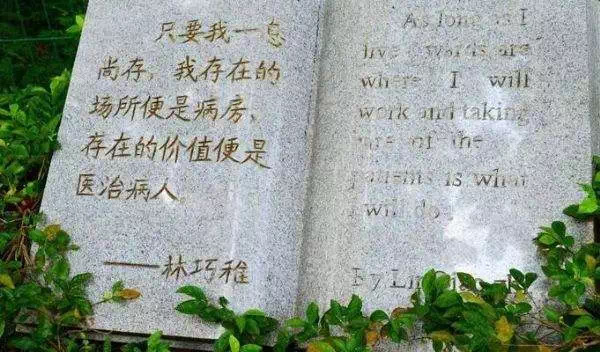 只要我一息
尚存，我存在的
场所便是病房，
存在的价值便是
医治病人
——林巧稚
As long as I
live wards are
where I will
work and taking
of the
patients is what
I will do
By